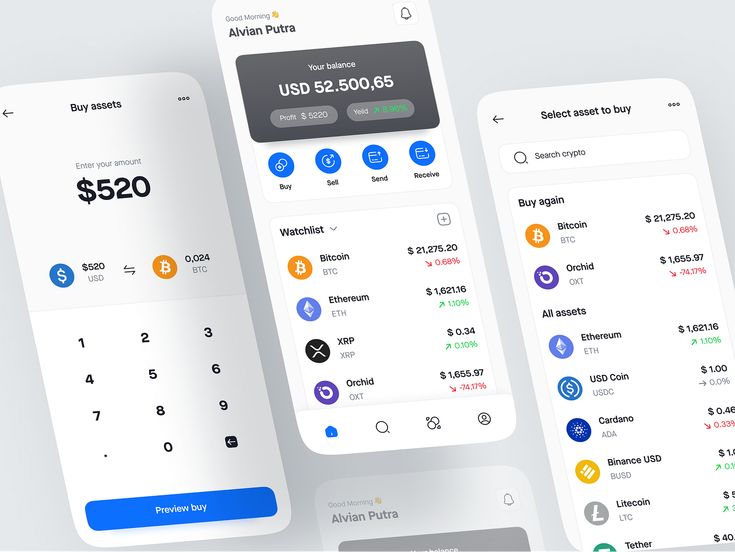 Buy assets
Enter your amount
$520
$520
USD
0,024
BTC
1
2
3
4
5
6
7
8
9
.
0
Preview buy
Good Morning 👋
Alvian Putra
Your balance
USD 52.500,65
Profit $ 5220
Yeild ↗ 8.96%
Buy
Sell
Send
Receive
Watchlist
Bitcoin
BTC
$ 21,275.20
↘ 0.68%
Ethereum
ETH
$ 1,621.16
↗ 1.10%
XRP
XRP
$ 0.34
↗ 0.10%
Orchid
OXT
$ 1,655.97
↘ -74.17%
Good Morning 👋
Alvian Putra
Your balance
Select asset to buy
Search crypto
Buy again
Bitcoin
BTC
$ 21,275.20
↘ 0.68%
Orchid
OXT
$ 1,655.97
↘ -74.17%
All assets
Ethereum
ETH
$ 1,621.16
↗ 1.10%
USD Coin
USDC
$ 1.00
→ 0.0%
Cardano
ADA
$ 0.46
↘ 0.33%
Binance USD
BUSD
$ 1.0
Litecoin
LTC
Tether
$ 40.